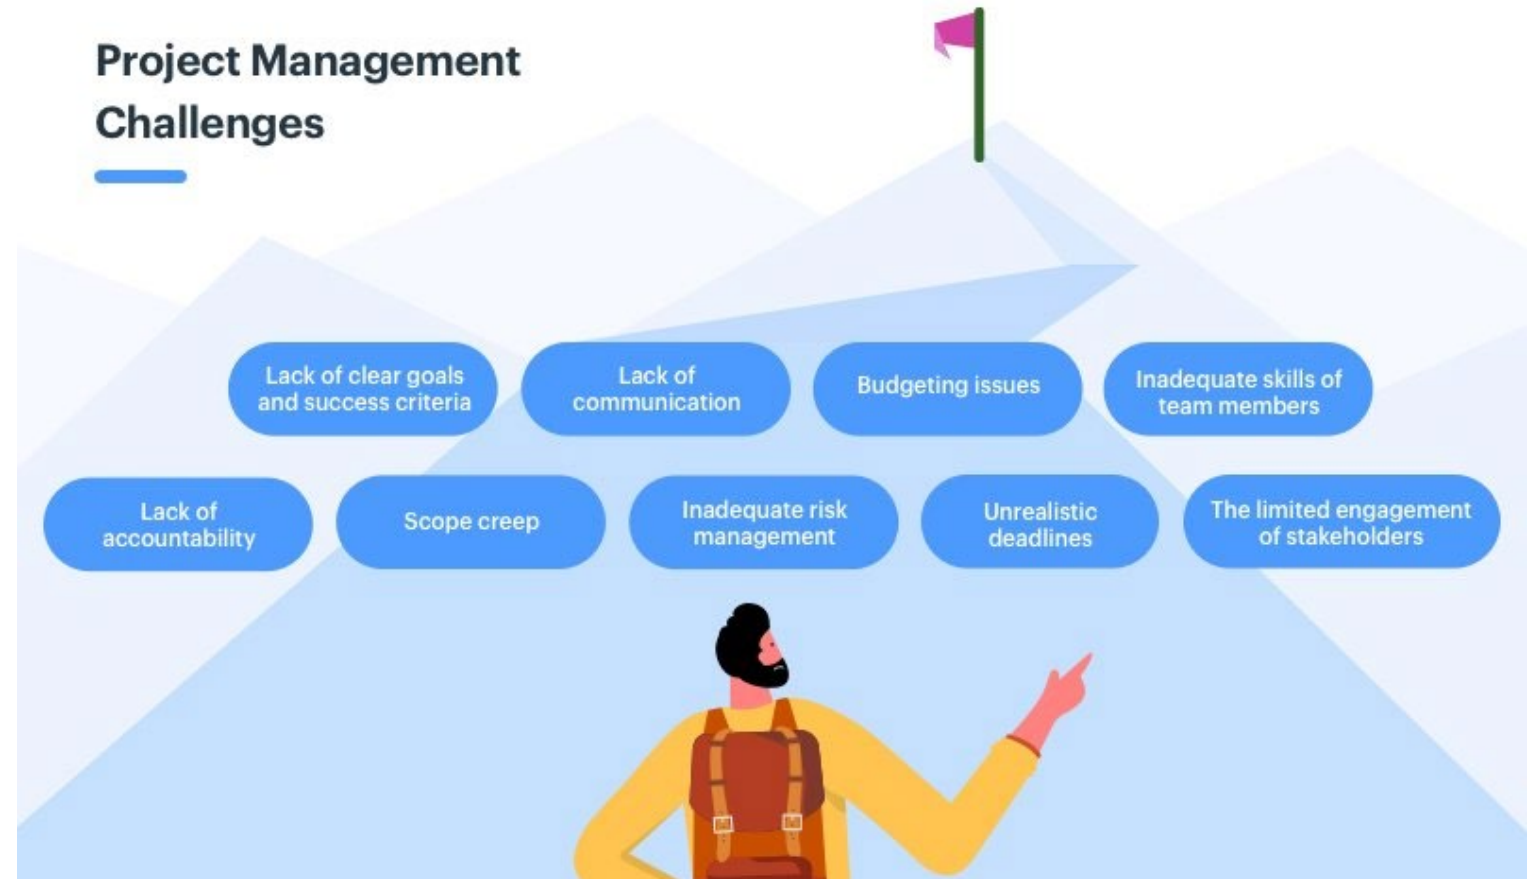 Project Management
Challenges
Lack of clear goals
and success criteria
Lack of
communication
Budgeting issues
Inadequate skills of
team members
Lack of
accountability
Scope creep
Inadequate risk
management
Unrealistic
deadlines
The limited engagement
of stakeholders